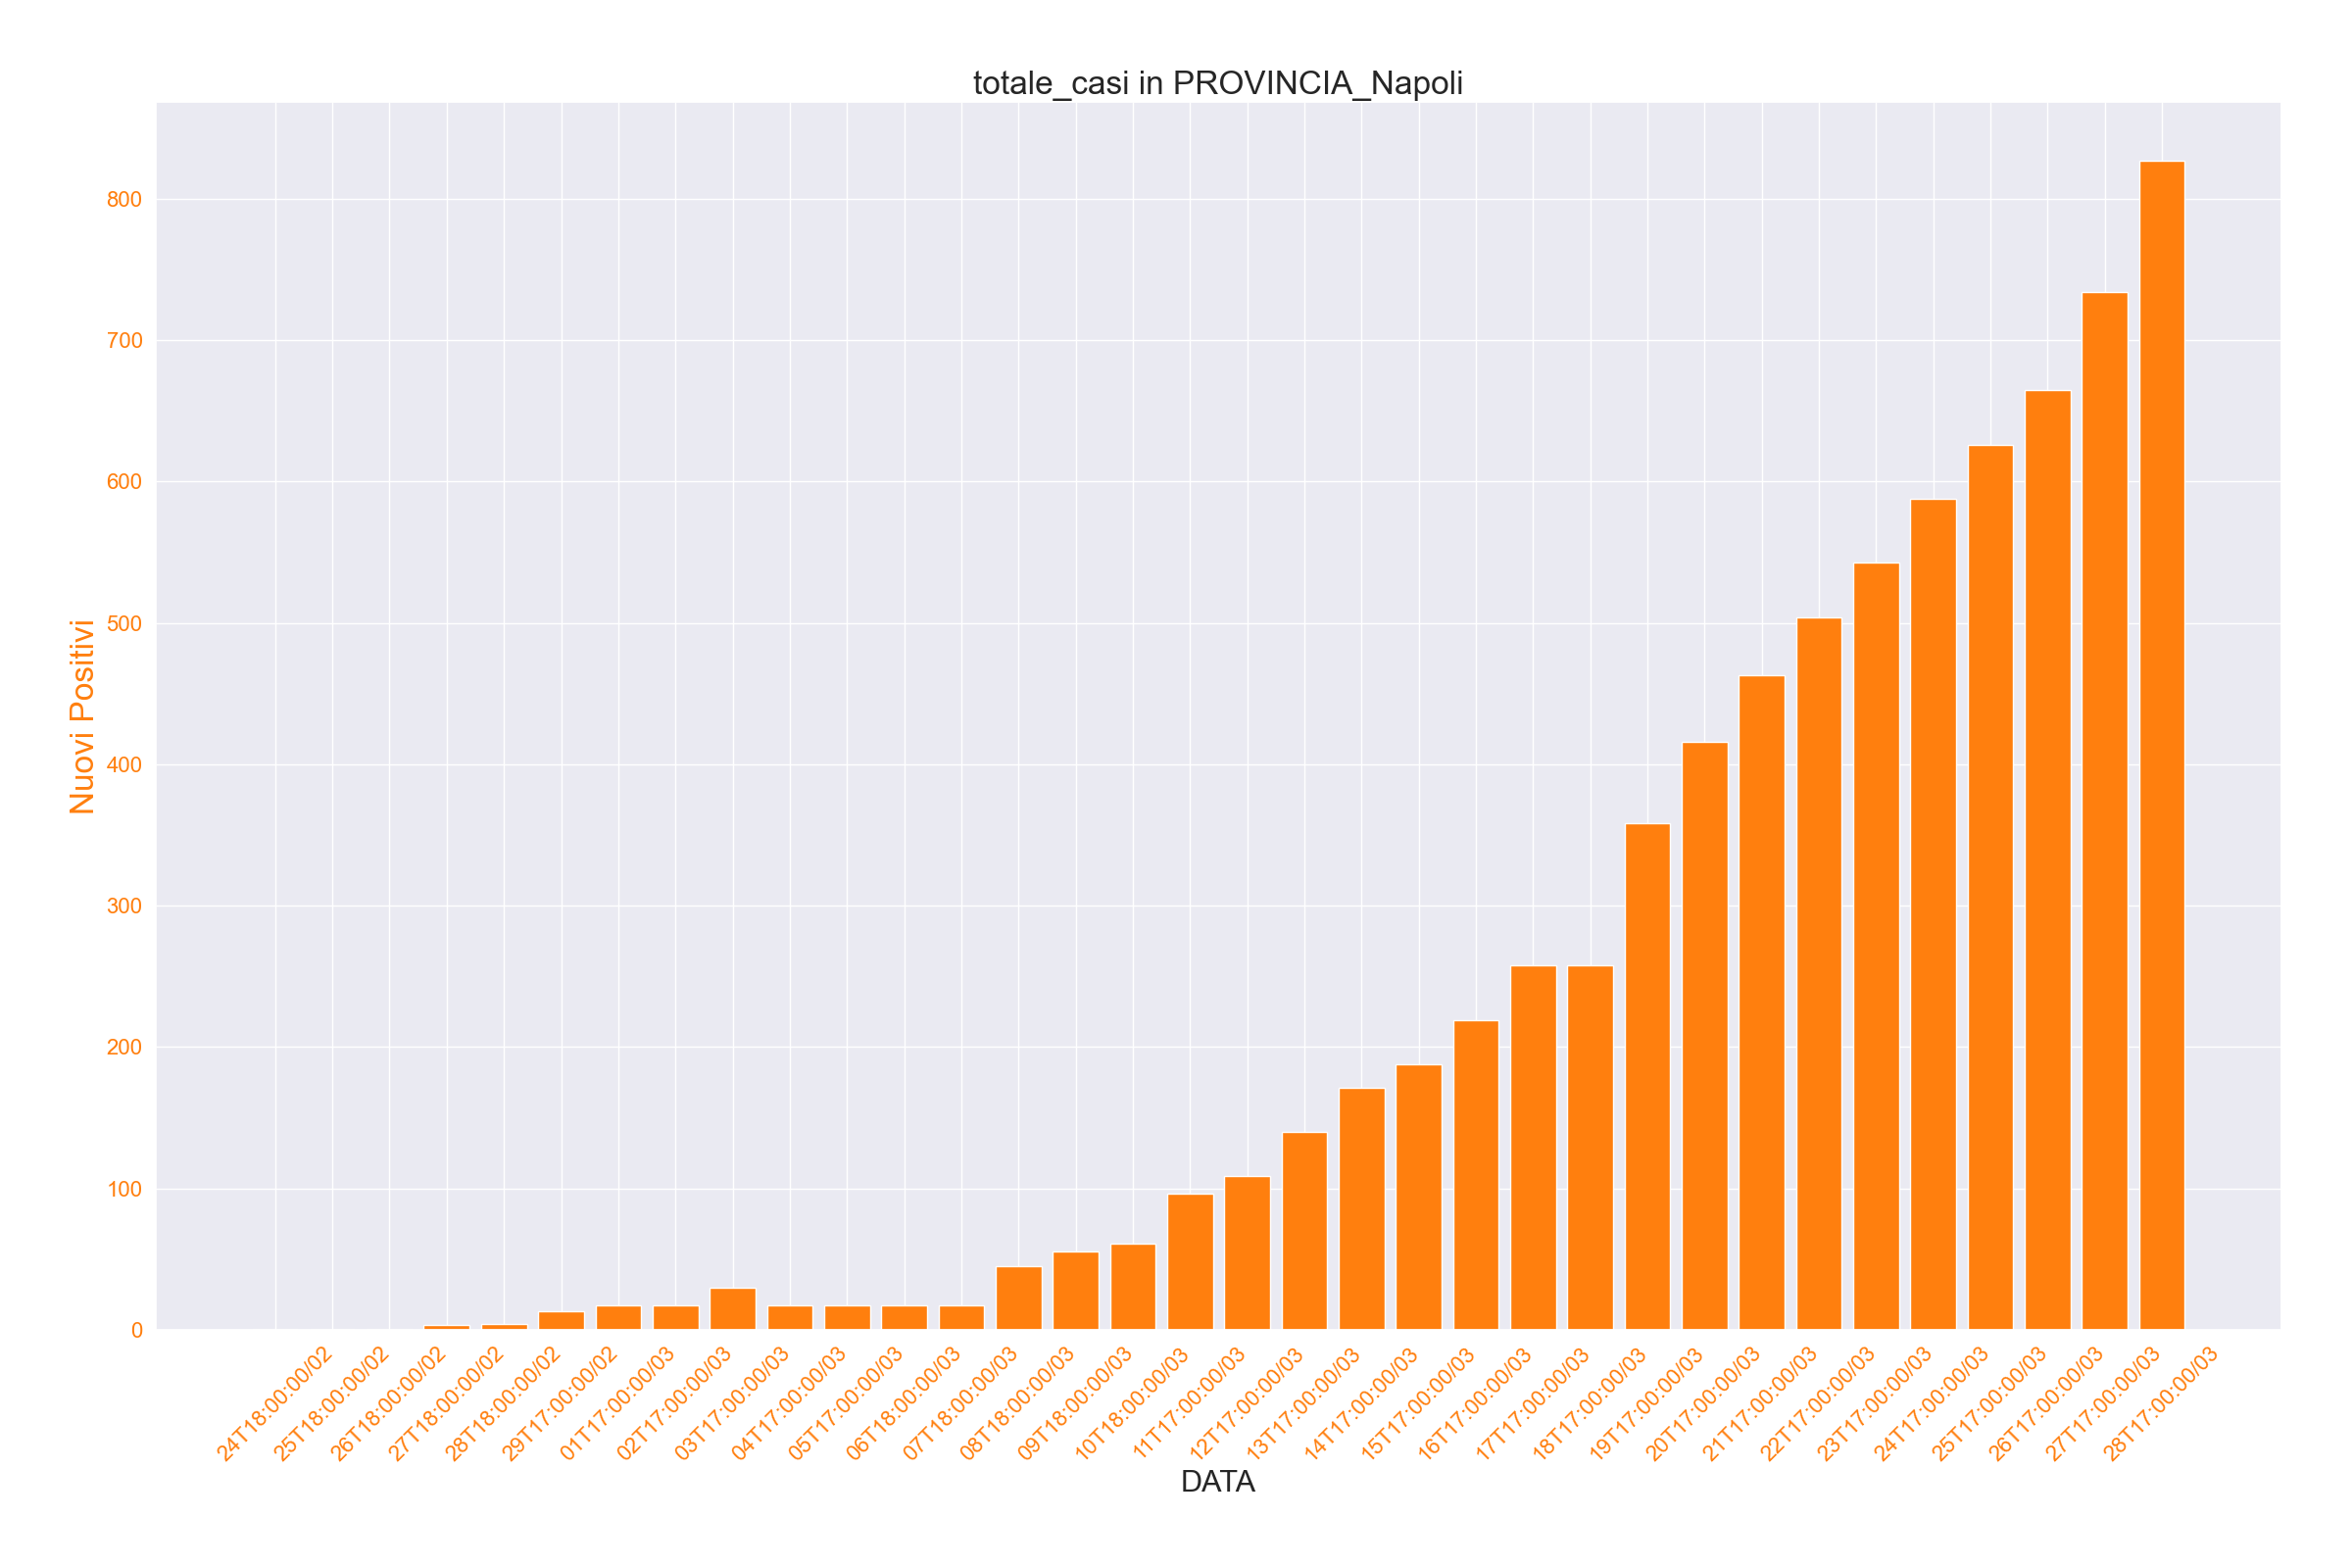 totale_casi in PROVINCIA_Napoli
Nuovi Positivi
800
700
600
500
400
300
200
100
0
24T18:00:00/02
25T18:00:00/02
26T18:00:00/02
27T18:00:00/02
28T18:00:00/02
29T17:00:00/02
01T17:00:00/03
02T17:00:00/03
03T17:00:00/03
04T17:00:00/03
05T17:00:00/03
06T18:00:00/03
07T18:00:00/03
08T18:00:00/03
09T18:00:00/03
10T18:00:00/03
11T17:00:00/03
12T17:00:00/03
13T17:00:00/03
14T17:00:00/03
15T17:00:00/03
16T17:00:00/03
17T17:00:00/03
18T17:00:00/03
19T17:00:00/03
20T17:00:00/03
21T17:00:00/03
22T17:00:00/03
23T17:00:00/03
24T17:00:00/03
25T17:00:00/03
26T17:00:00/03
27T17:00:00/03
28T17:00:00/03
DATA